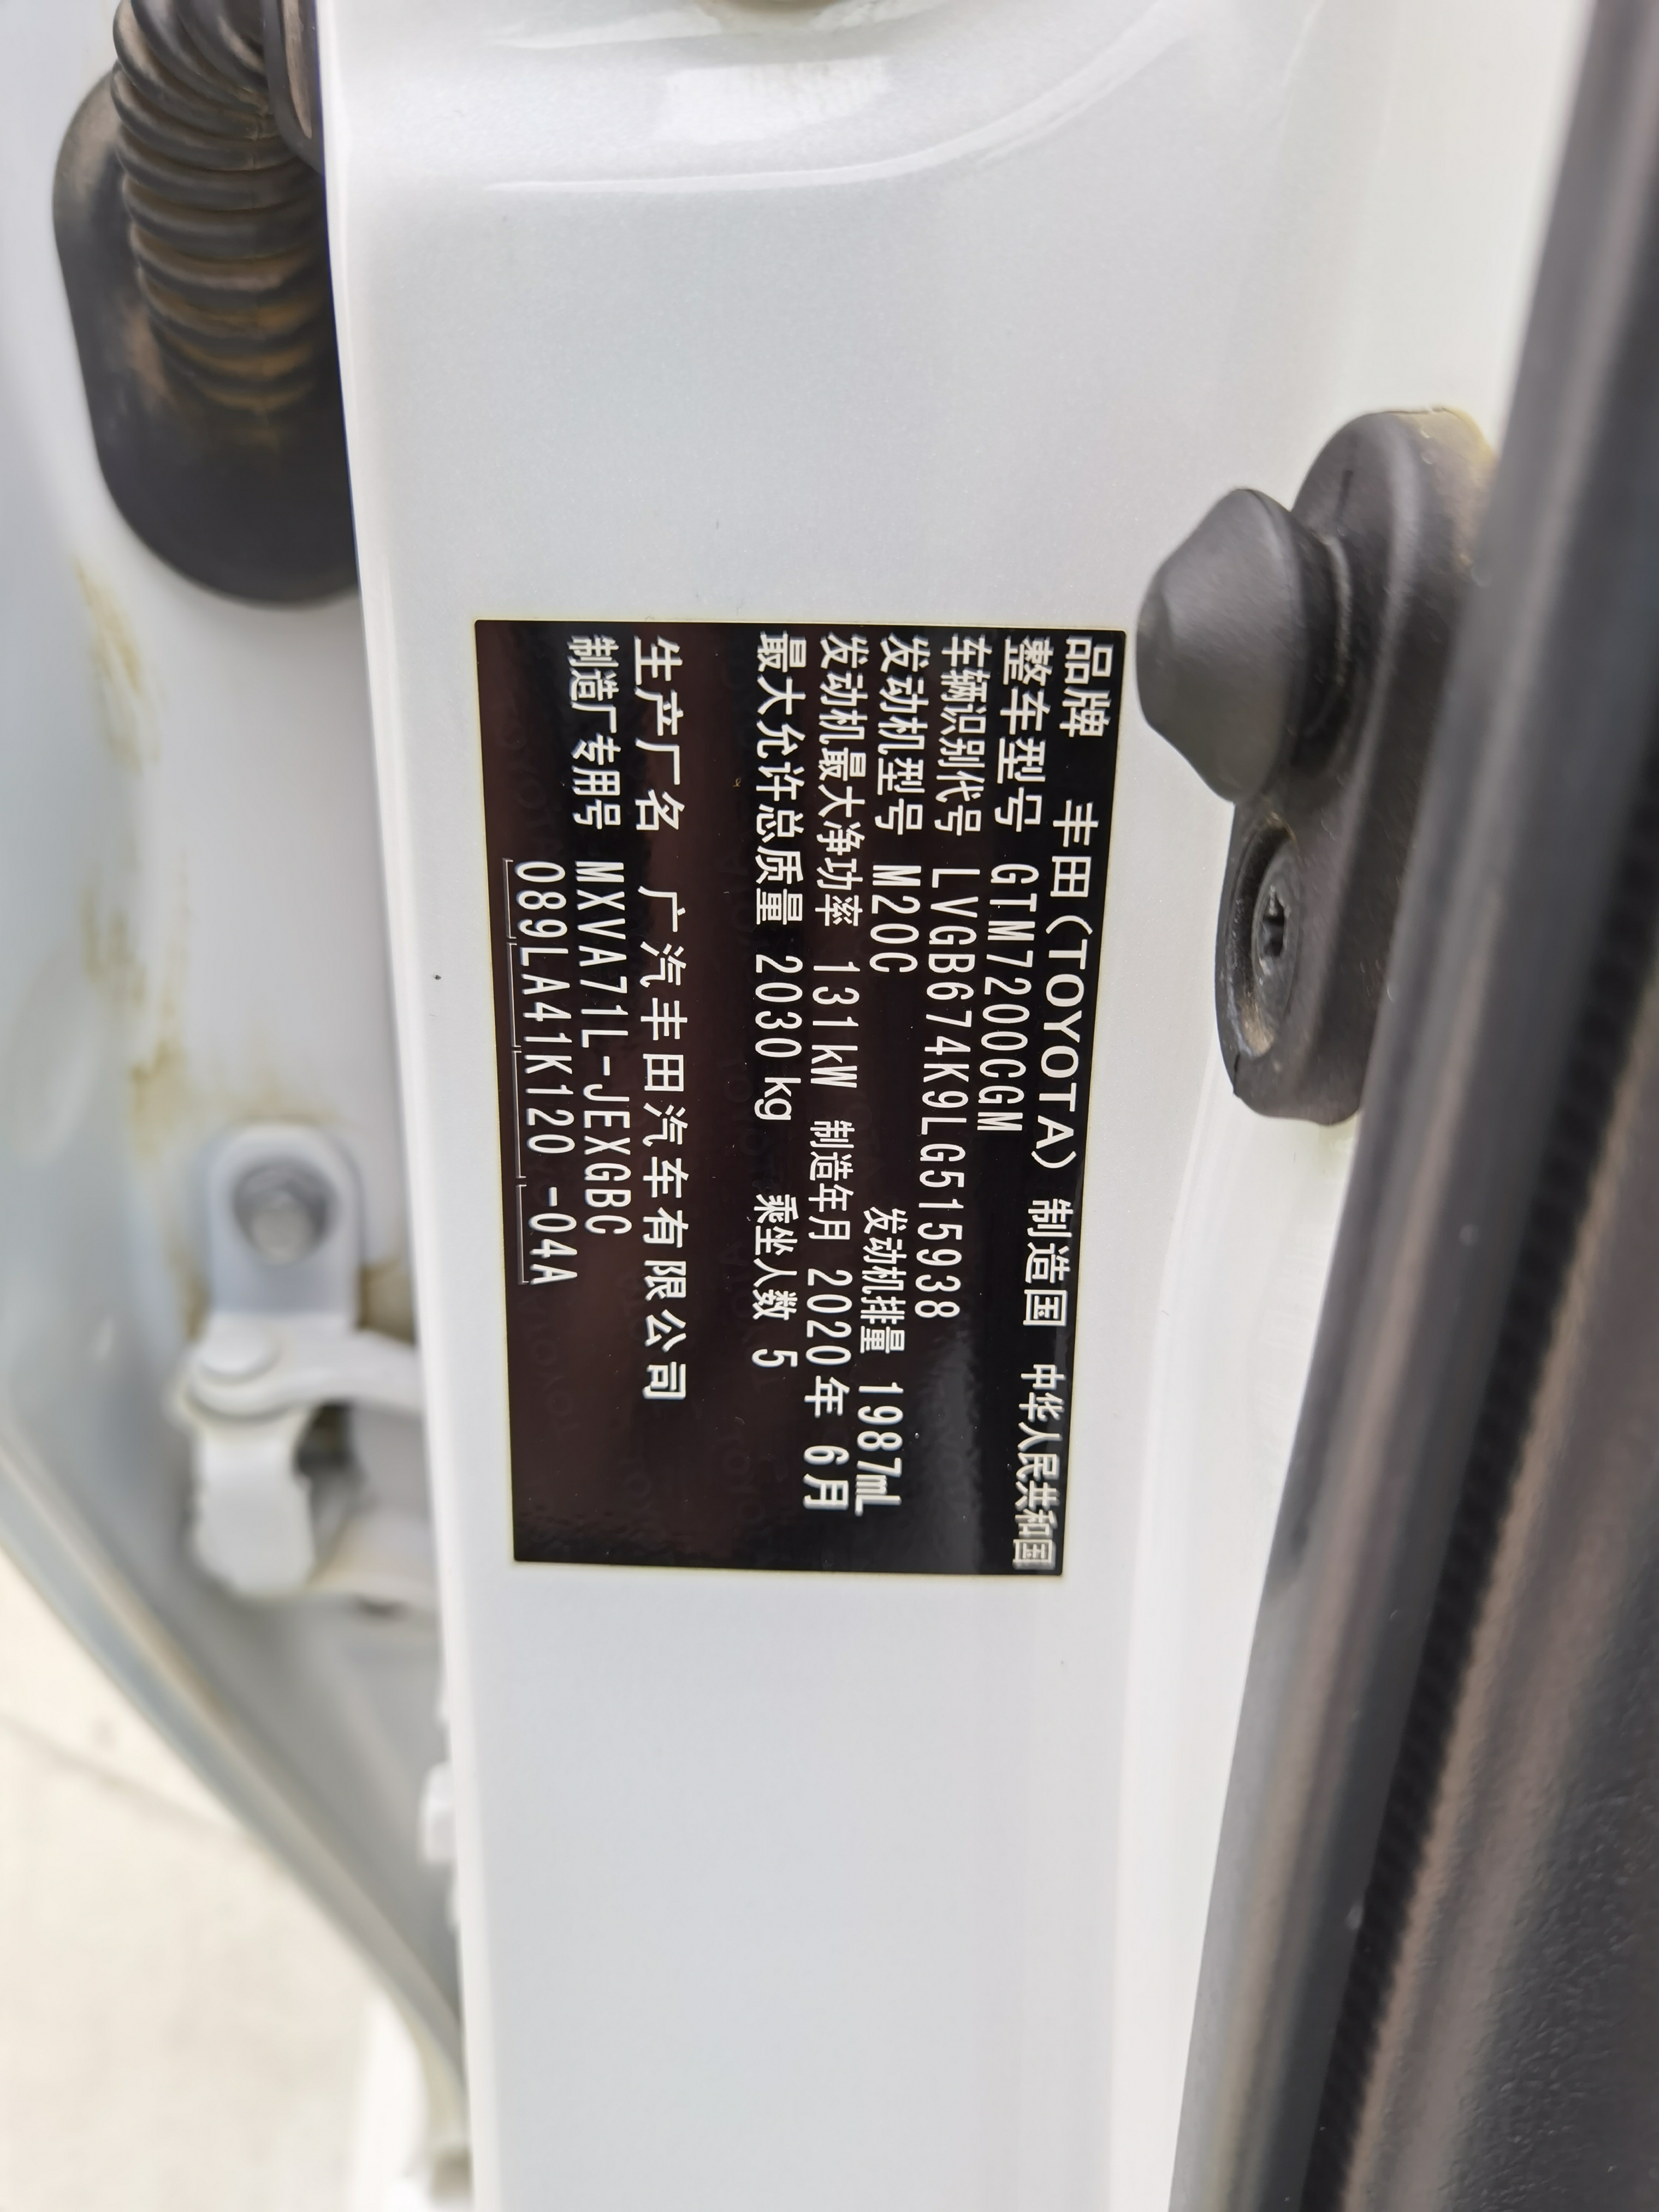 品牌 丰田（TOYOTA） 制造国 中华人民共和国
整车型号 GTM7200CGM
车辆识别代号 LVGB674K9LG515938
发动机型号 M20C 发动机排量 1987mL
发动机最大净功率 131kW 制造年月 2020年 6月
最大允许总质量 2030kg 乘坐人数 5
生产厂名 广汽丰田汽车有限公司
制造厂专用号 MXVA71L-JEXGBC
089LA41K120 -04A